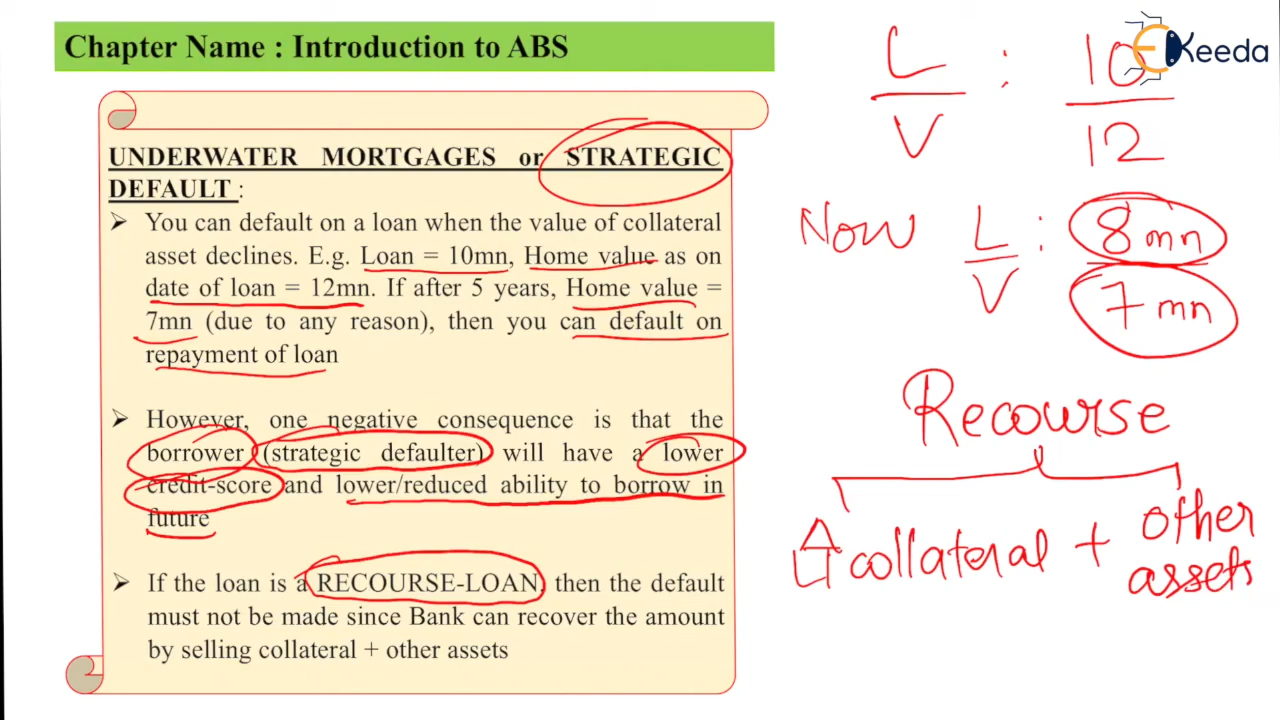 Chapter Name : Introduction to ABS
UNDERWATER MORTGAGES or STRATEGIC
DEFAULT :
➢ You can default on a loan when the value of collateral
asset declines. E.g. Loan = 10mn, Home value as on
date of loan = 12mn. If after 5 years, Home value =
7mn (due to any reason), then you can default on
repayment of loan
➢ However, one negative consequence is that the
borrower (strategic defaulter) will have a lower
credit-score and lower/reduced ability to borrow in
future
➢ If the loan is a RECOURSE-LOAN, then the default
must not be made since Bank can recover the amount
by selling collateral + other assets
EKeeda
L : 10
V 12
Now L : 8 mn
V 7 mn
Recourse
collateral + other
assets